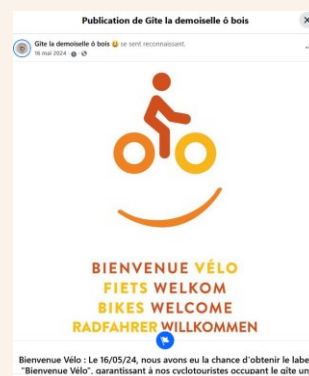 Publication de Gîte la demoiselle ô bois
Gîte la demoiselle ô bois se sent reconnaissant.
16 mai 2024
BIENVENUE VÉLO
FIETS WELKOM
BIKES WELCOME
RADFAHRER WILLKOMMEN
Bienvenue Vélo : Le 16/05/24, nous avons eu la chance d'obtenir le labe
"Bienvenue Vélo", garantissant à nos cyclotouristes occupant le gîte un